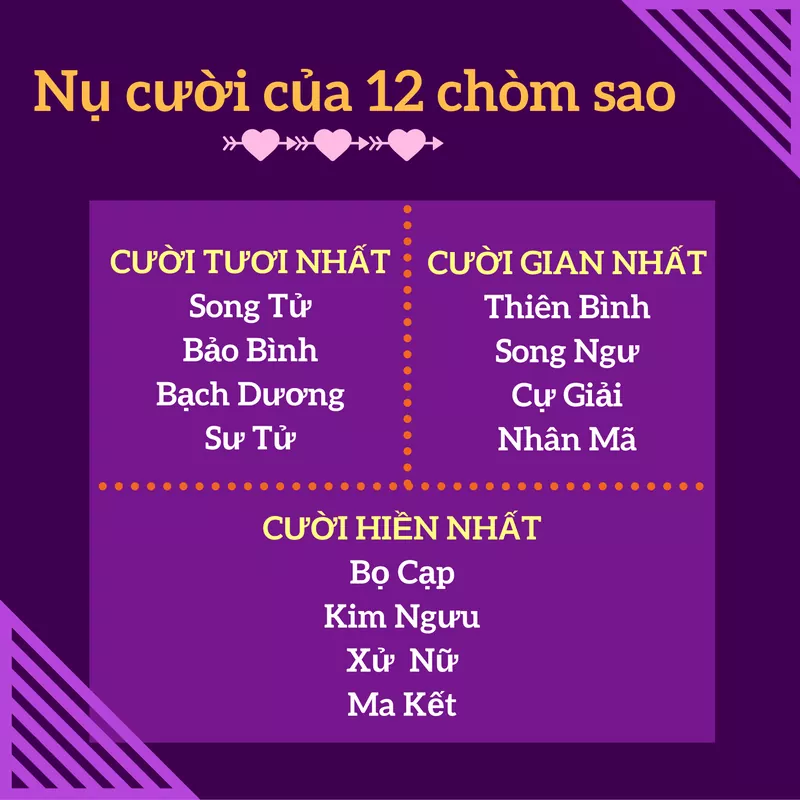 Nụ cười của 12 chòm sao
CƯỜI TƯƠI NHẤT
Song Tử
Bảo Bình
Bạch Dương
Sư Tử
CƯỜI GIAN NHẤT
Thiên Bình
Song Ngư
Cự Giải
Nhân Mã
CƯỜI HIỀN NHẤT
Bọ Cạp
Kim Ngưu
Xử Nữ
Ma Kết